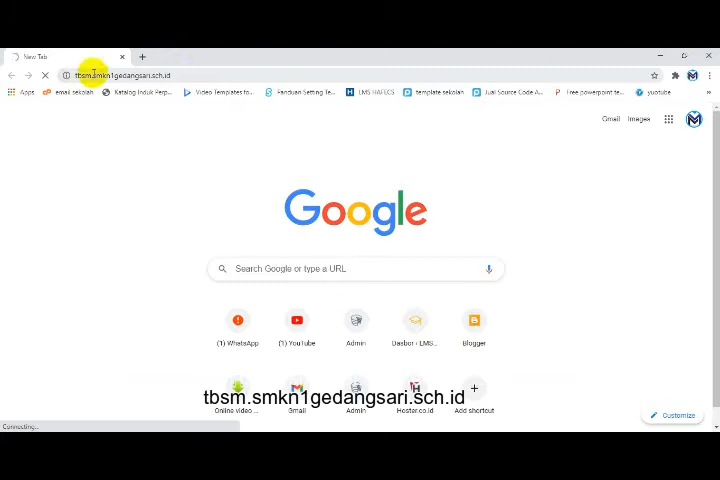 New Tab
tbsm.smkn1gedangsari.sch.id
Apps email sekolah Katalog Induk Perp... Video Templates fo... Panduan Setting Te... LMS HAFECS template sekolah Jual Source Code A... Free powerpoint te... yuotube
Gmail Images
Google
Search Google or type a URL
(1) WhatsApp (1) YouTube Admin Dasbor ‹ LMS... Blogger
tbsm.smkn1gedangsari.sch.id
Online video ... Gmail Admin Hoster.co.id Add shortcut
Customize
Connecting...